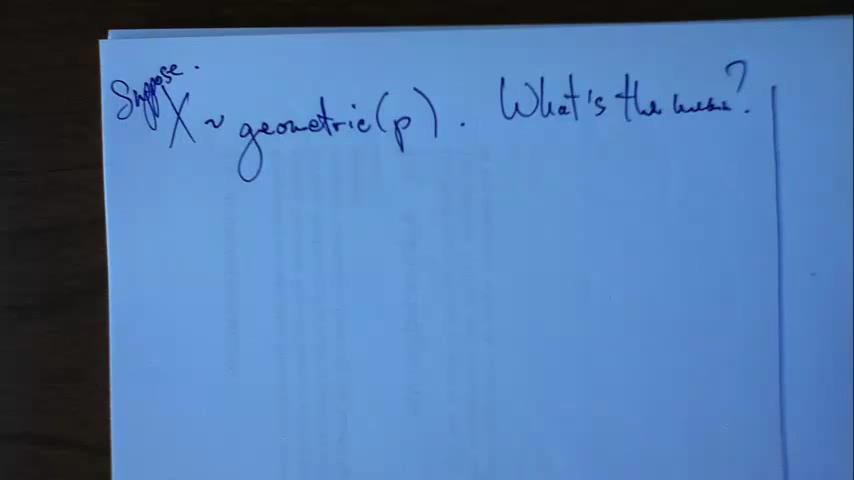 Suppose.
X ~ geometric(p). What's the mean?